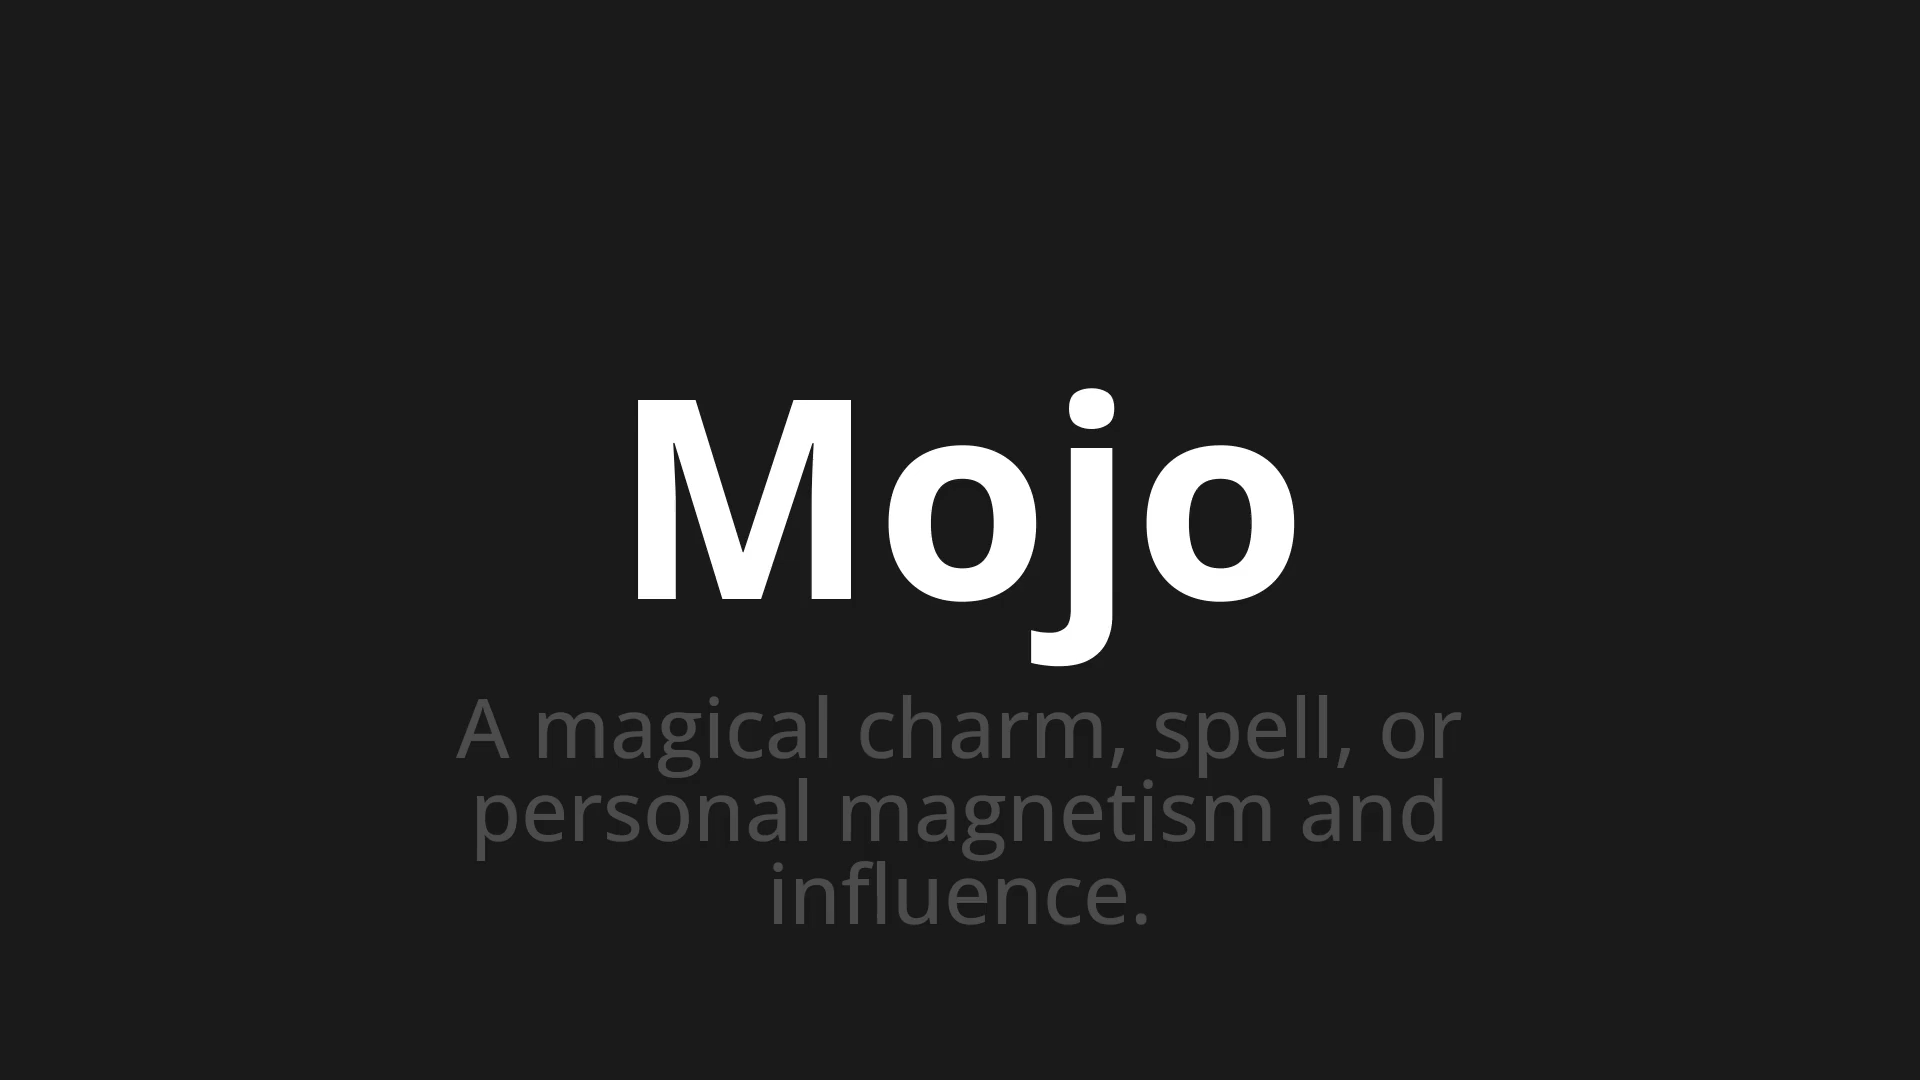 Mojo
A magical charm, spell, or
personal magnetism and
influence.